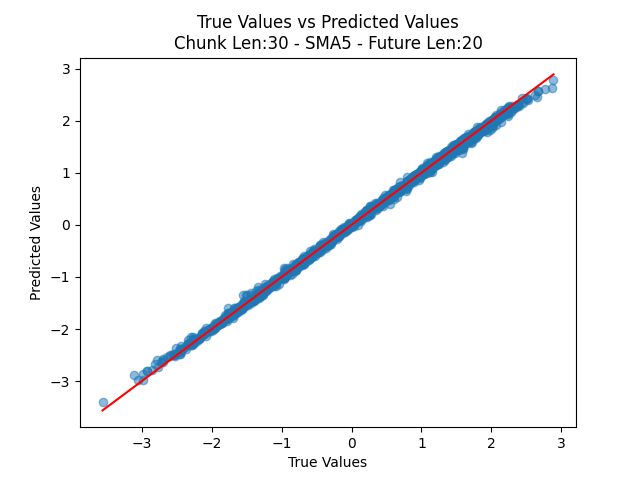 True Values vs Predicted Values
Chunk Len:30 - SMA5 - Future Len:20
3
2
1
0
−1
−2
−3
Predicted Values
−3 −2 −1 0 1 2 3
True Values